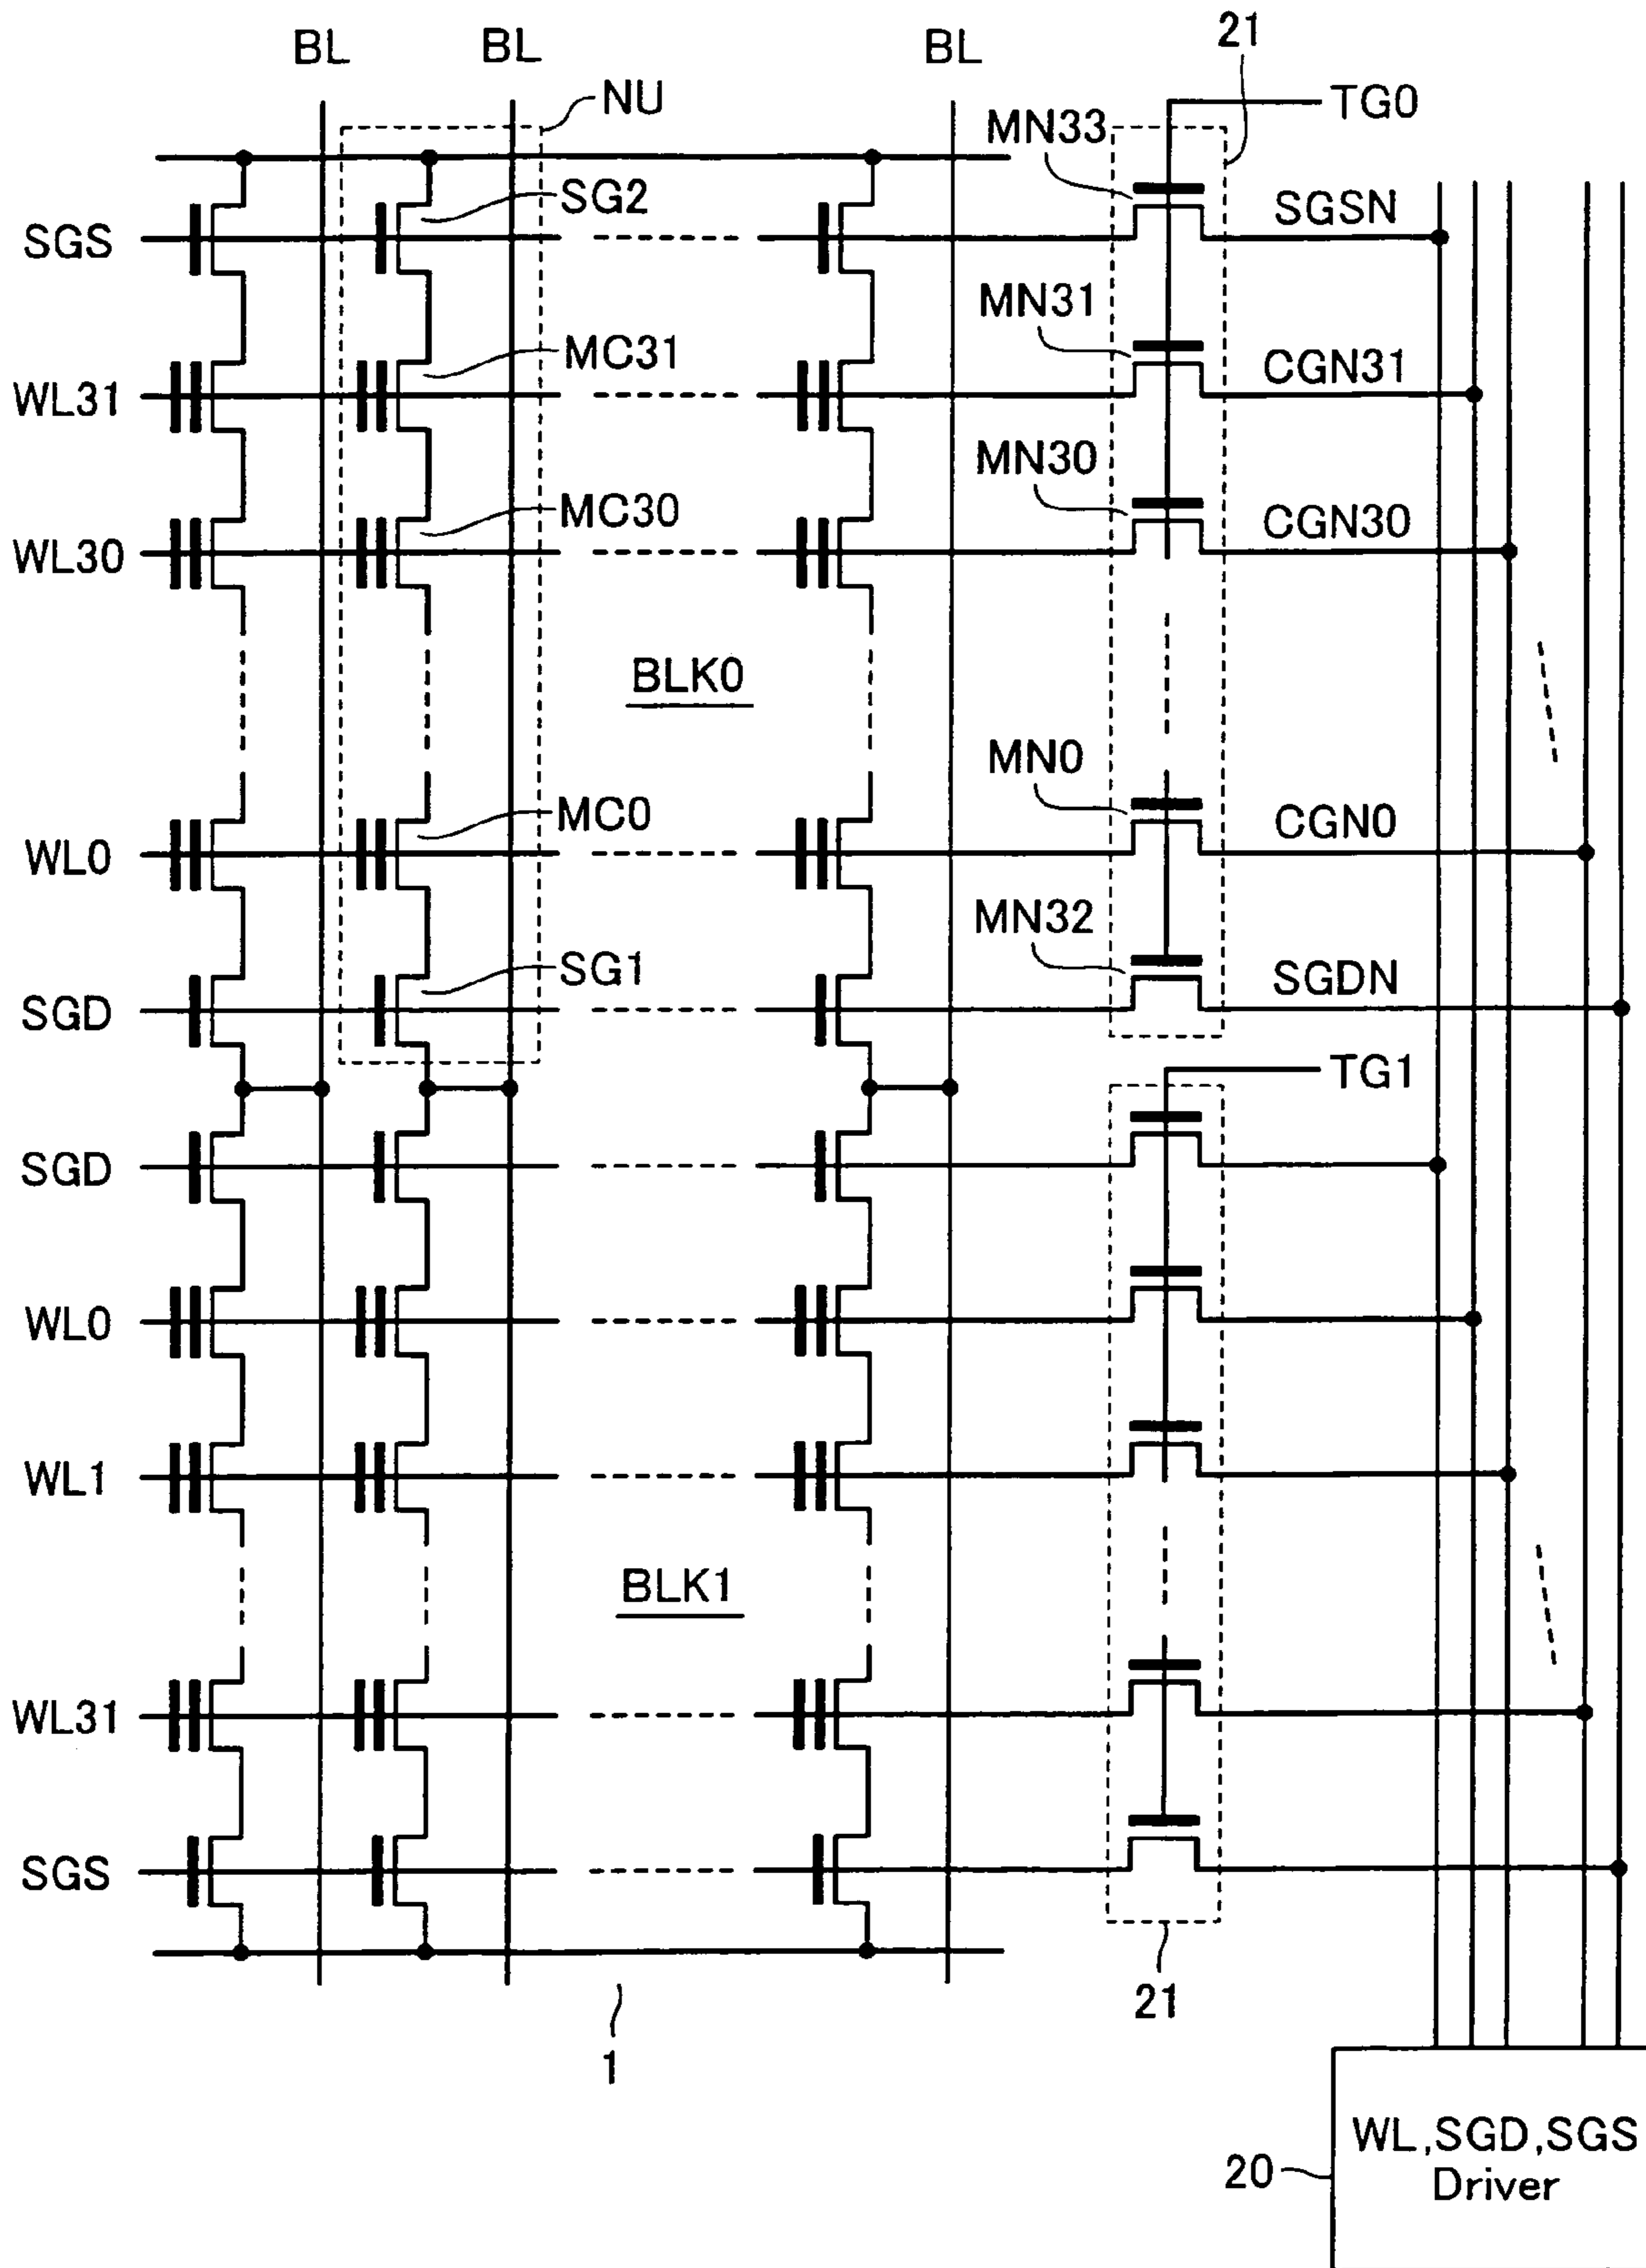 BL
BL
BL
21
NU
TG0
MN33
SGS
SG2
SGSN
MN31
WL31
MC31
CGN31
MN30
WL30
MC30
CGN30
BLK0
MN0
WL0
MC0
CGN0
MN32
SGD
SG1
SGDN
TG1
SGD
WL0
WL1
BLK1
WL31
SGS
21
1
20
WL,SGD,SGS
Driver